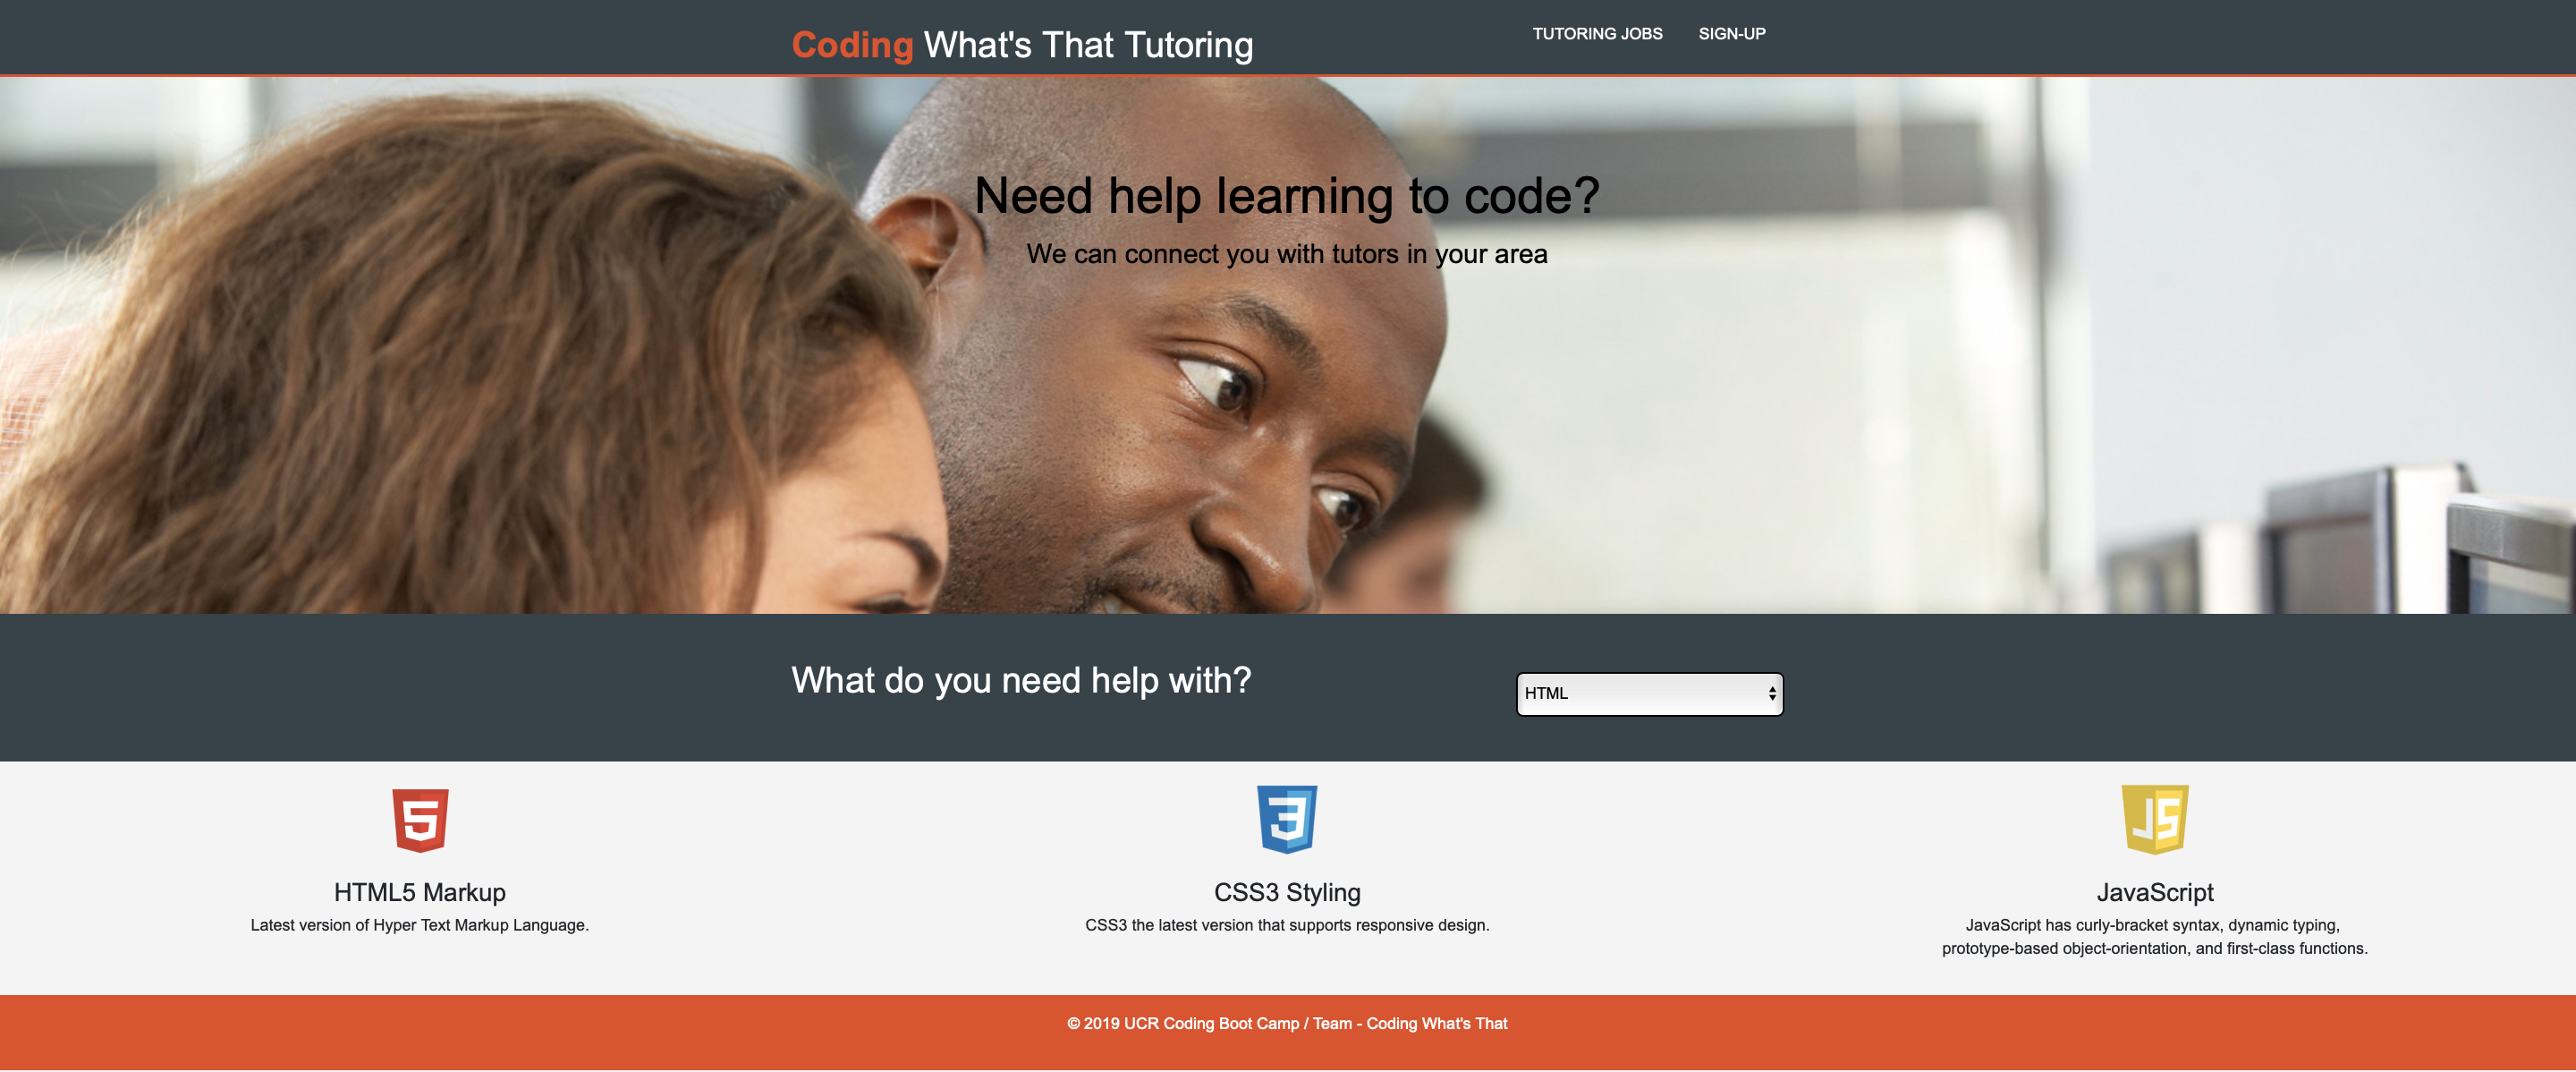 Coding What's That Tutoring
TUTORING JOBS SIGN-UP
Need help learning to code?
We can connect you with tutors in your area
What do you need help with?
HTML
5
3
JS
HTML5 Markup
Latest version of Hyper Text Markup Language.
CSS3 Styling
CSS3 the latest version that supports responsive design.
JavaScript
JavaScript has curly-bracket syntax, dynamic typing,
prototype-based object-orientation, and first-class functions.
© 2019 UCR Coding Boot Camp / Team - Coding What's That